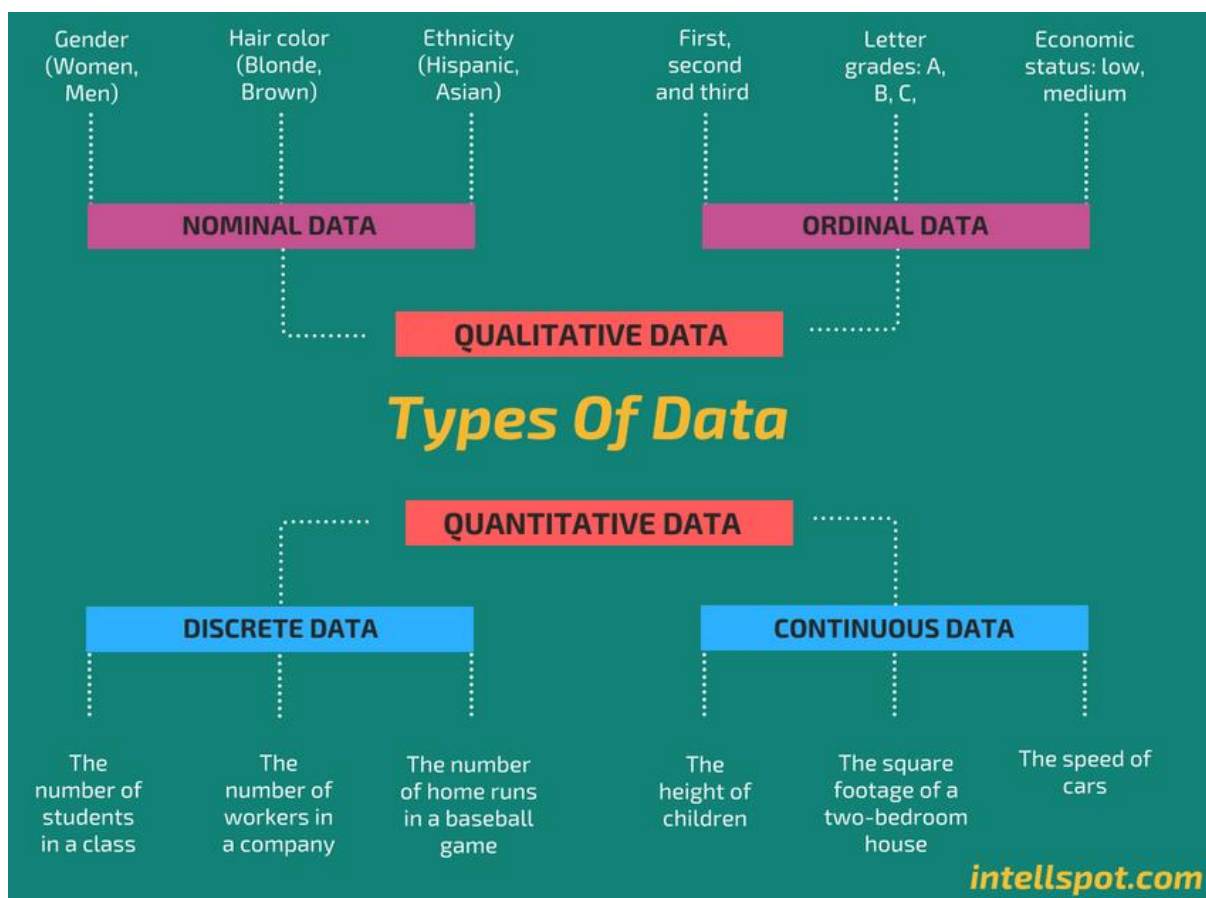 Gender
(Women,
Men)
Hair color
(Blonde,
Brown)
Ethnicity
(Hispanic,
Asian)
First,
second
and third
Letter
grades: A,
B, C,
Economic
status: low,
medium
NOMINAL DATA
ORDINAL DATA
QUALITATIVE DATA
Types Of Data
QUANTITATIVE DATA
DISCRETE DATA
CONTINUOUS DATA
The
number of
students
in a class
The
number of
workers in
a company
The number
of home runs
in a baseball
game
The
height of
children
The square
footage of a
two-bedroom
house
The speed of
cars
intellspot.com